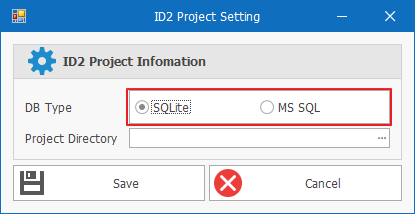 ID2 Project Setting
ID2 Project Infomation
DB Type SQLite MS SQL
Project Directory ...
Save Cancel